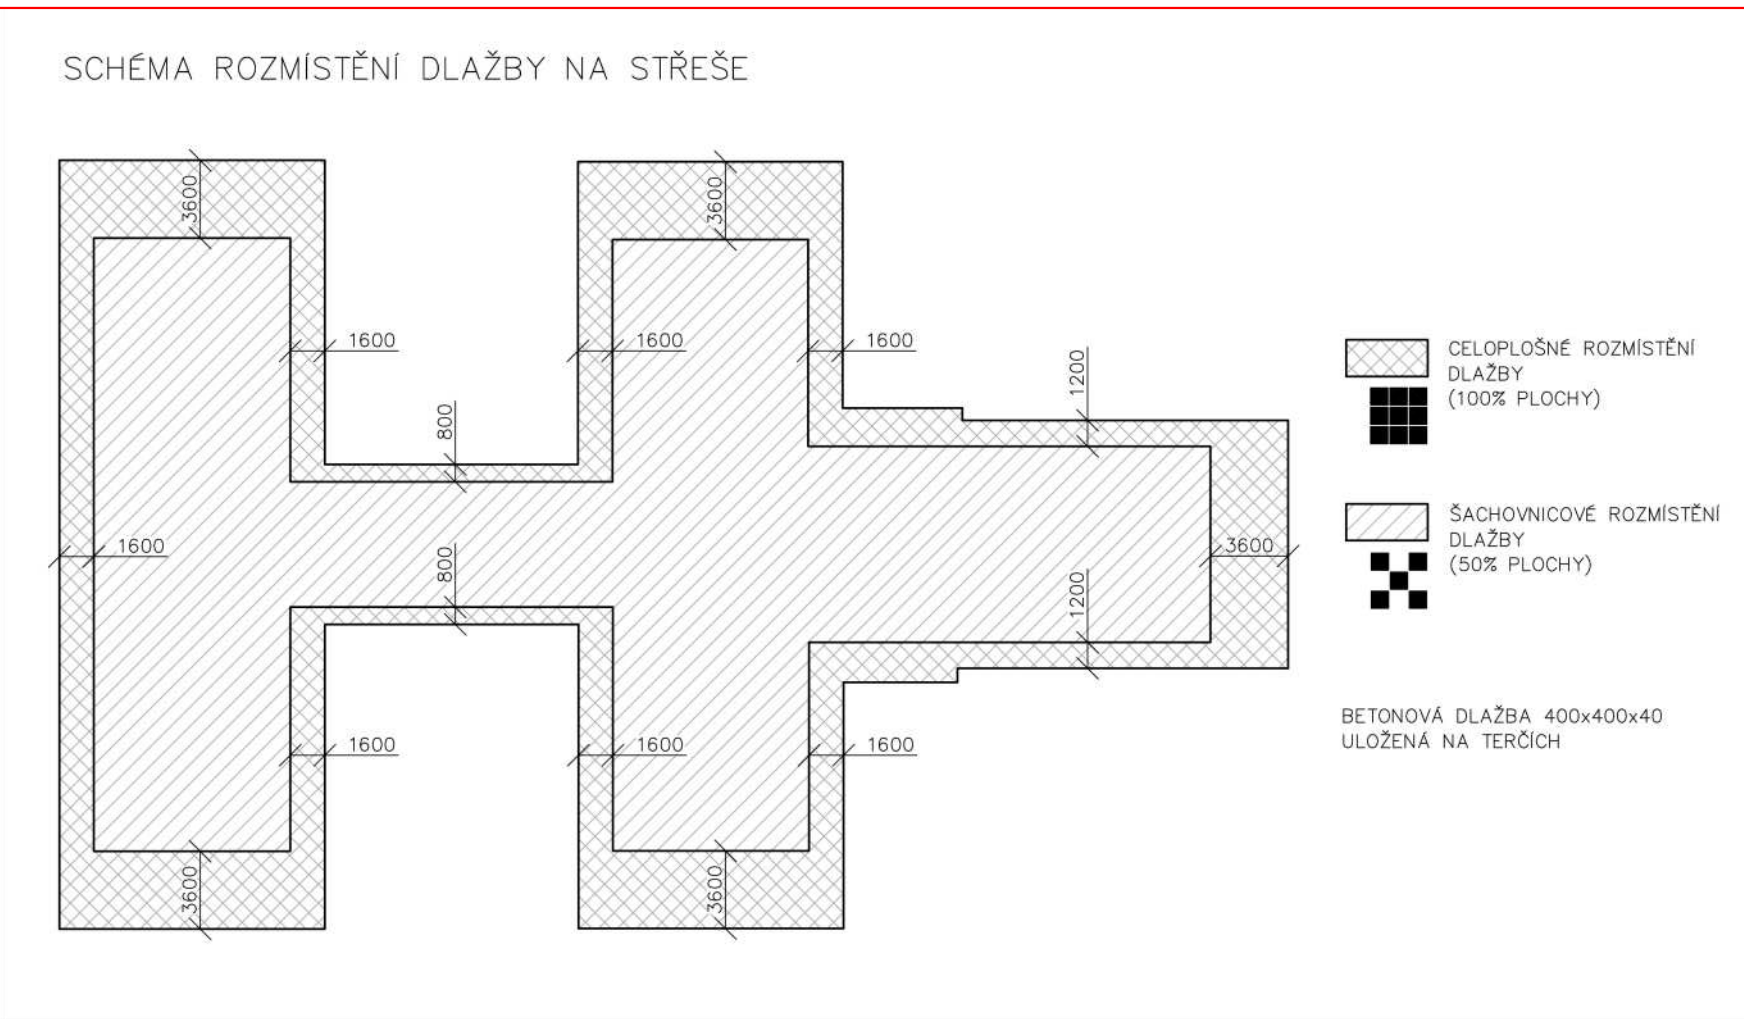 SCHÉMA ROZMÍSTĚNÍ DLAŽBY NA STŘEŠE
3600
3600
1600
1600
1600
1200
800
CELOPLOŠNÉ ROZMÍSTĚNÍ
DLAŽBY
(100% PLOCHY)
1600
800
3600
1200
ŠACHOVNICOVÉ ROZMÍSTĚNÍ
DLAŽBY
(50% PLOCHY)
1600
1600
1600
BETONOVÁ DLAŽBA 400x400x40
ULOŽENÁ NA TERČÍCH
3600
3600